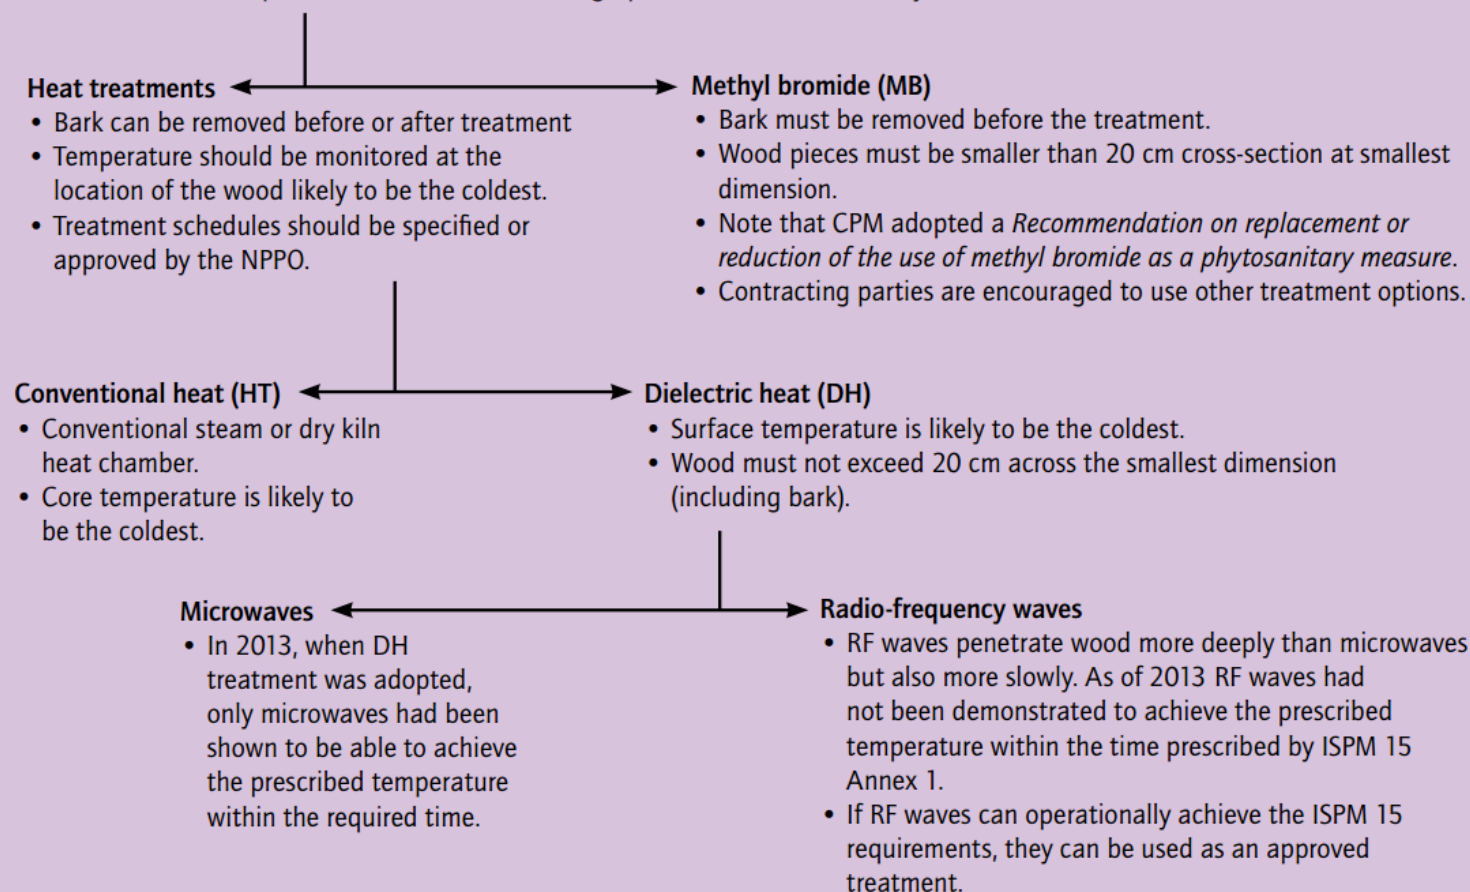 Heat treatments
• Bark can be removed before or after treatment
• Temperature should be monitored at the
location of the wood likely to be the coldest.
• Treatment schedules should be specified or
approved by the NPPO.
Methyl bromide (MB)
• Bark must be removed before the treatment.
• Wood pieces must be smaller than 20 cm cross-section at smallest
dimension.
• Note that CPM adopted a Recommendation on replacement or
reduction of the use of methyl bromide as a phytosanitary measure.
• Contracting parties are encouraged to use other treatment options.
Conventional heat (HT)
• Conventional steam or dry kiln
heat chamber.
• Core temperature is likely to
be the coldest.
Dielectric heat (DH)
• Surface temperature is likely to be the coldest.
• Wood must not exceed 20 cm across the smallest dimension
(including bark).
Microwaves
• In 2013, when DH
treatment was adopted,
only microwaves had been
shown to be able to achieve
the prescribed temperature
within the required time.
Radio-frequency waves
• RF waves penetrate wood more deeply than microwaves
but also more slowly. As of 2013 RF waves had
not been demonstrated to achieve the prescribed
temperature within the time prescribed by ISPM 15
Annex 1.
• If RF waves can operationally achieve the ISPM 15
requirements, they can be used as an approved
treatment.